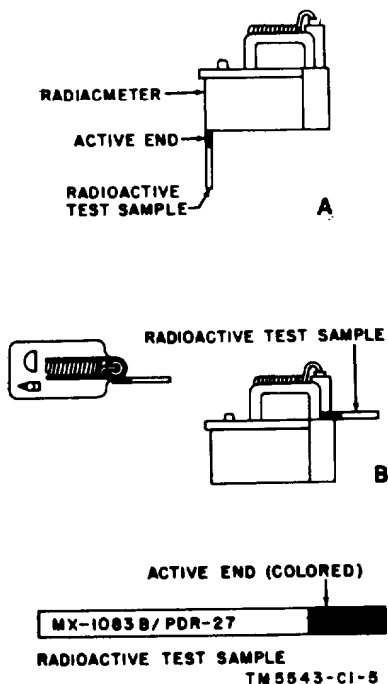 RADIACMETER
ACTIVE END
RADIOACTIVE
TEST SAMPLE
A
RADIOACTIVE TEST SAMPLE
B
ACTIVE END (COLORED)
MX-1083B/PDR-27
RADIOACTIVE TEST SAMPLE
TM5543-C1-5